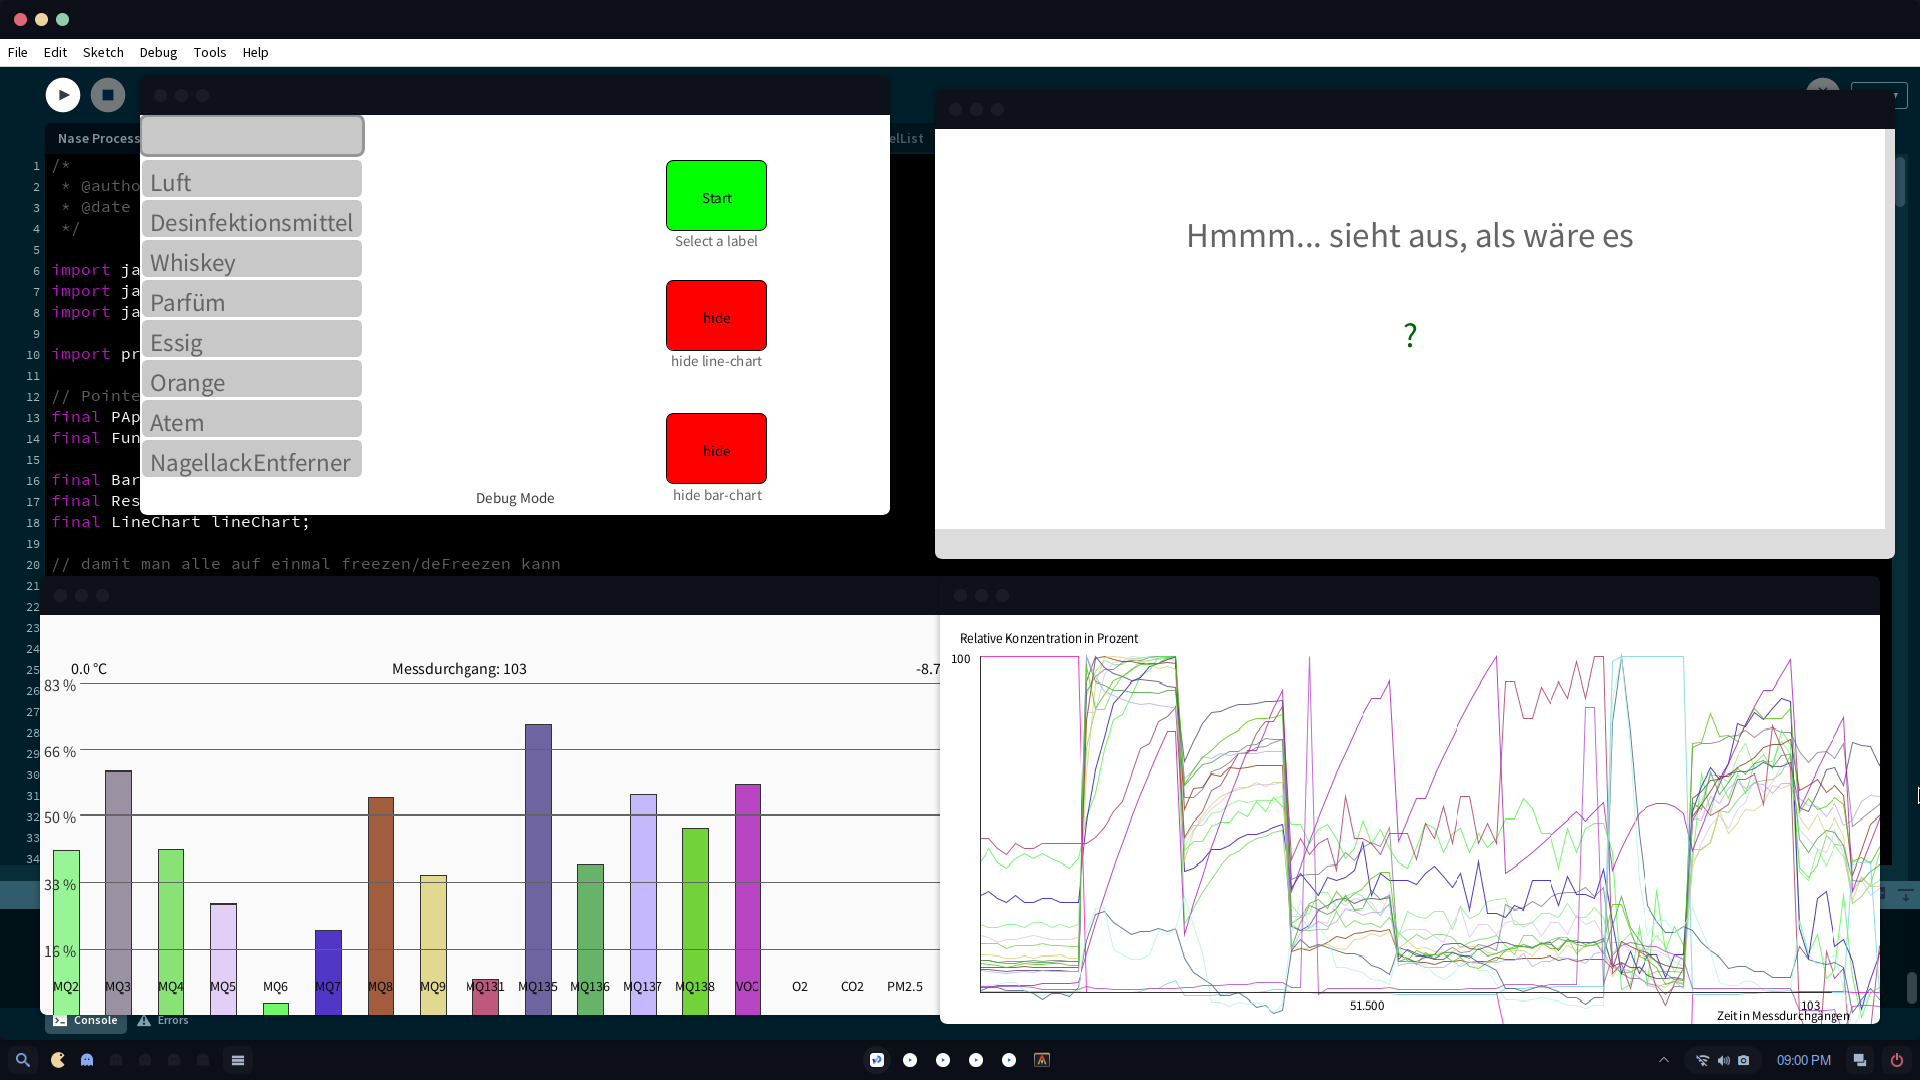 File Edit Sketch Debug Tools Help
Nase Process
elList
1 /*
2 * @autho
3 * @date
4 */
5
6 import ja
7 import ja
8 import ja
9
10 import pr
11
12 // Pointe
13 final PAp
14 final Fun
15
16 final Bar
17 final Res
18 final LineChart lineChart;
19
20 // damit man alle auf einmal freezen/deFreezen kann
21
22
23
24
25
26
27
28
29
30
31
32
33
34
Luft
Desinfektionsmittel
Whiskey
Parfüm
Essig
Orange
Atem
NagellackEntferner
Start
Select a label
hide
hide line-chart
hide
hide bar-chart
Debug Mode
Hmmm... sieht aus, als wäre es
?
0.0 °C Messdurchgang: 103 -8.7
83 %
66 %
50 %
33 %
16 %
MQ2 MQ3 MQ4 MQ5 MQ6 MQ7 MQ8 MQ9 MQ131 MQ135 MQ136 MQ137 MQ138 VOC O2 CO2 PM2.5
Relative Konzentration in Prozent
100
51.500 103
Zeit in Messdurchgängen
Console Errors
09:00 PM